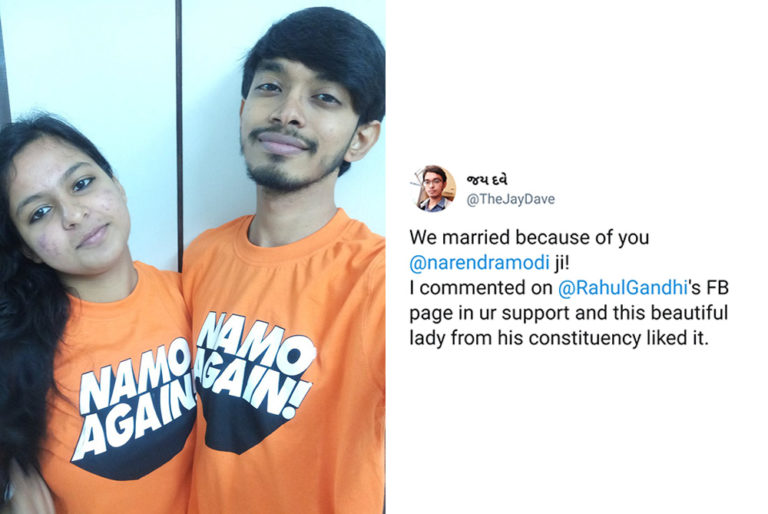 NAMO
AGAIN!
NAMO
AGAIN!
જય દવે
@TheJayDave
We married because of you
@narendramodi ji!
I commented on @RahulGandhi's FB
page in ur support and this beautiful
lady from his constituency liked it.